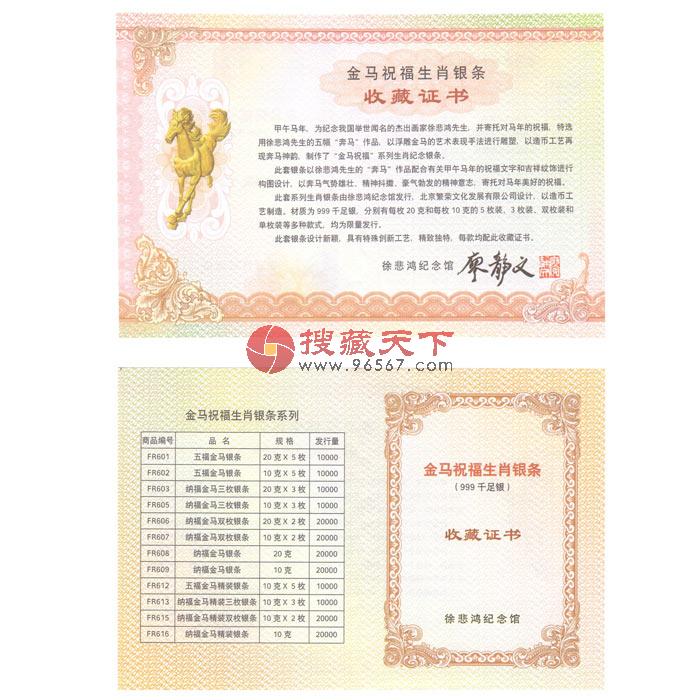 金马祝福生肖银条
收藏证书
甲午马年，为纪念我国举世闻名的杰出画家徐悲鸿先生，并寄托对马年的祝福，特选
用徐悲鸿先生的五幅“奔马”作品，以浮雕金马的艺术表现手法进行雕塑，以造币工艺再
现奔马神韵，制作了“金马祝福”系列生肖纪念银条。
此套银条以徐悲鸿先生的“奔马”作品配合有关甲午马年的祝福文字和吉祥纹饰进行
构图设计，以奔马气势雄壮、精神抖擞、豪气勃发的精神意志，寄托对马年美好的祝福。
此套系列生肖银条由徐悲鸿纪念馆发行，北京繁荣文化发展有限公司设计，以造币工
艺制造。材质为999千足银，分别有每枚20克和每枚10克的5枚装、3枚装、双枚装和
单枚装等多种款式，均为限量发行。
此套银条设计新颖，具有特殊创新工艺，精致独特，每款均配此收藏证书。
徐悲鸿纪念馆 廖静文
搜藏天下
www.96567.com
金马祝福生肖银条系列
商品编号 品名 规格 发行量
FR601 五福金马银条 20克X5枚 10000
FR602 五福金马银条 10克X5枚 10000
FR603 纳福金马三枚银条 20克X3枚 10000
FR605 纳福金马三枚银条 10克X3枚 10000
FR606 纳福金马双枚银条 20克X2枚 20000
FR607 纳福金马双枚银条 10克X2枚 20000
FR608 纳福金马银条 20克 20000
FR609 纳福金马银条 10克 20000
FR612 五福金马精装银条 10克X5枚 10000
FR613 纳福金马精装三枚银条 10克X3枚 10000
FR615 纳福金马精装双枚银条 10克X2枚 20000
FR616 纳福金马精装银条 10克 20000
金马祝福生肖银条
（999千足银）
收藏证书
徐悲鸿纪念馆